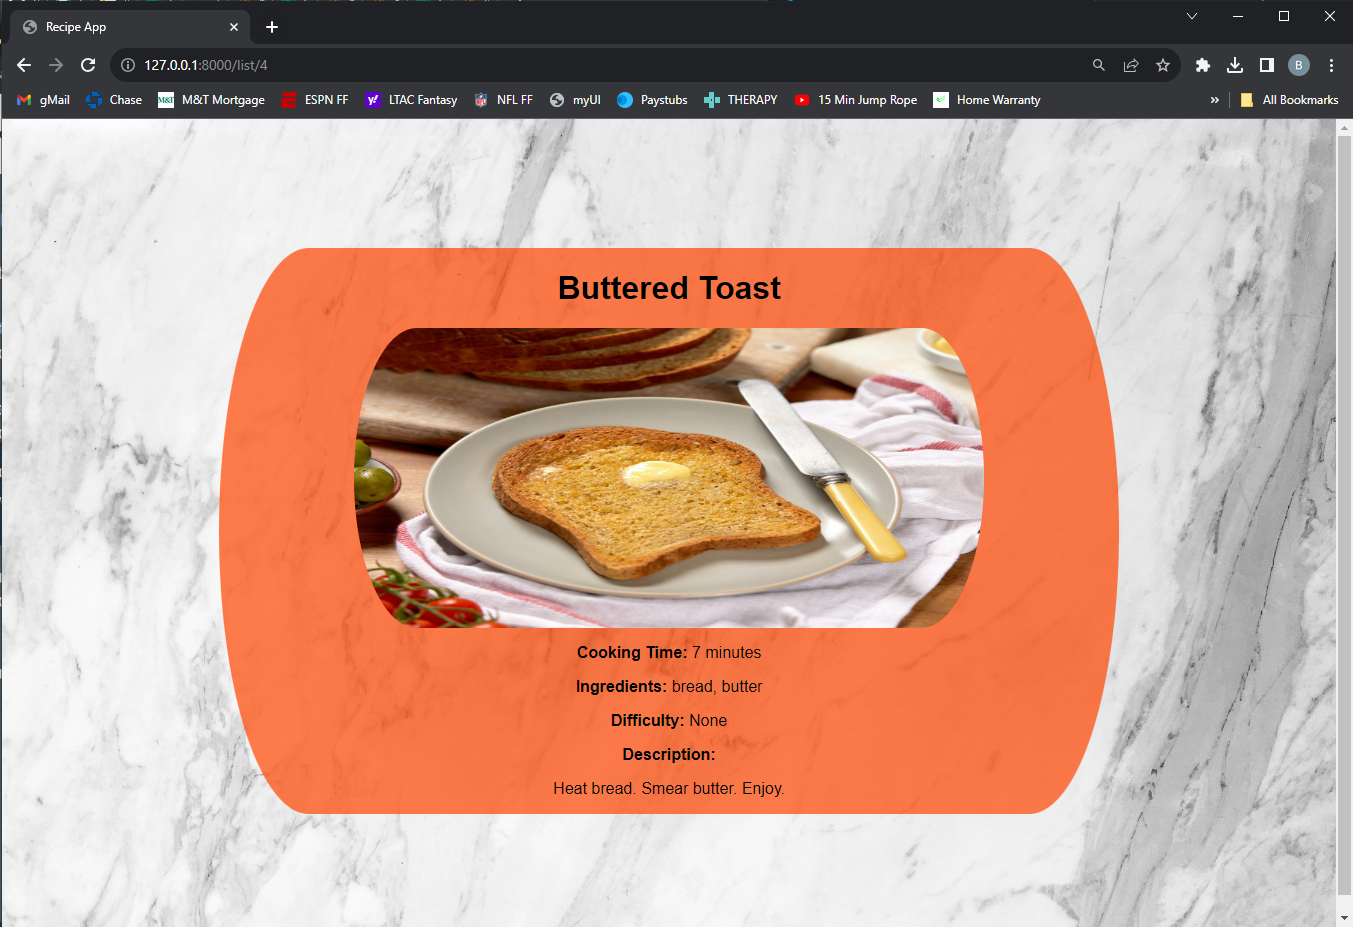 Recipe App
127.0.0.1:8000/list/4
B
gMail
Chase
M&T
M&T Mortgage
ESPN FF
LTAC Fantasy
NFL FF
myUI
Paystubs
THERAPY
15 Min Jump Rope
Home Warranty
»
All Bookmarks
Buttered Toast
Cooking Time: 7 minutes
Ingredients: bread, butter
Difficulty: None
Description:
Heat bread. Smear butter. Enjoy.